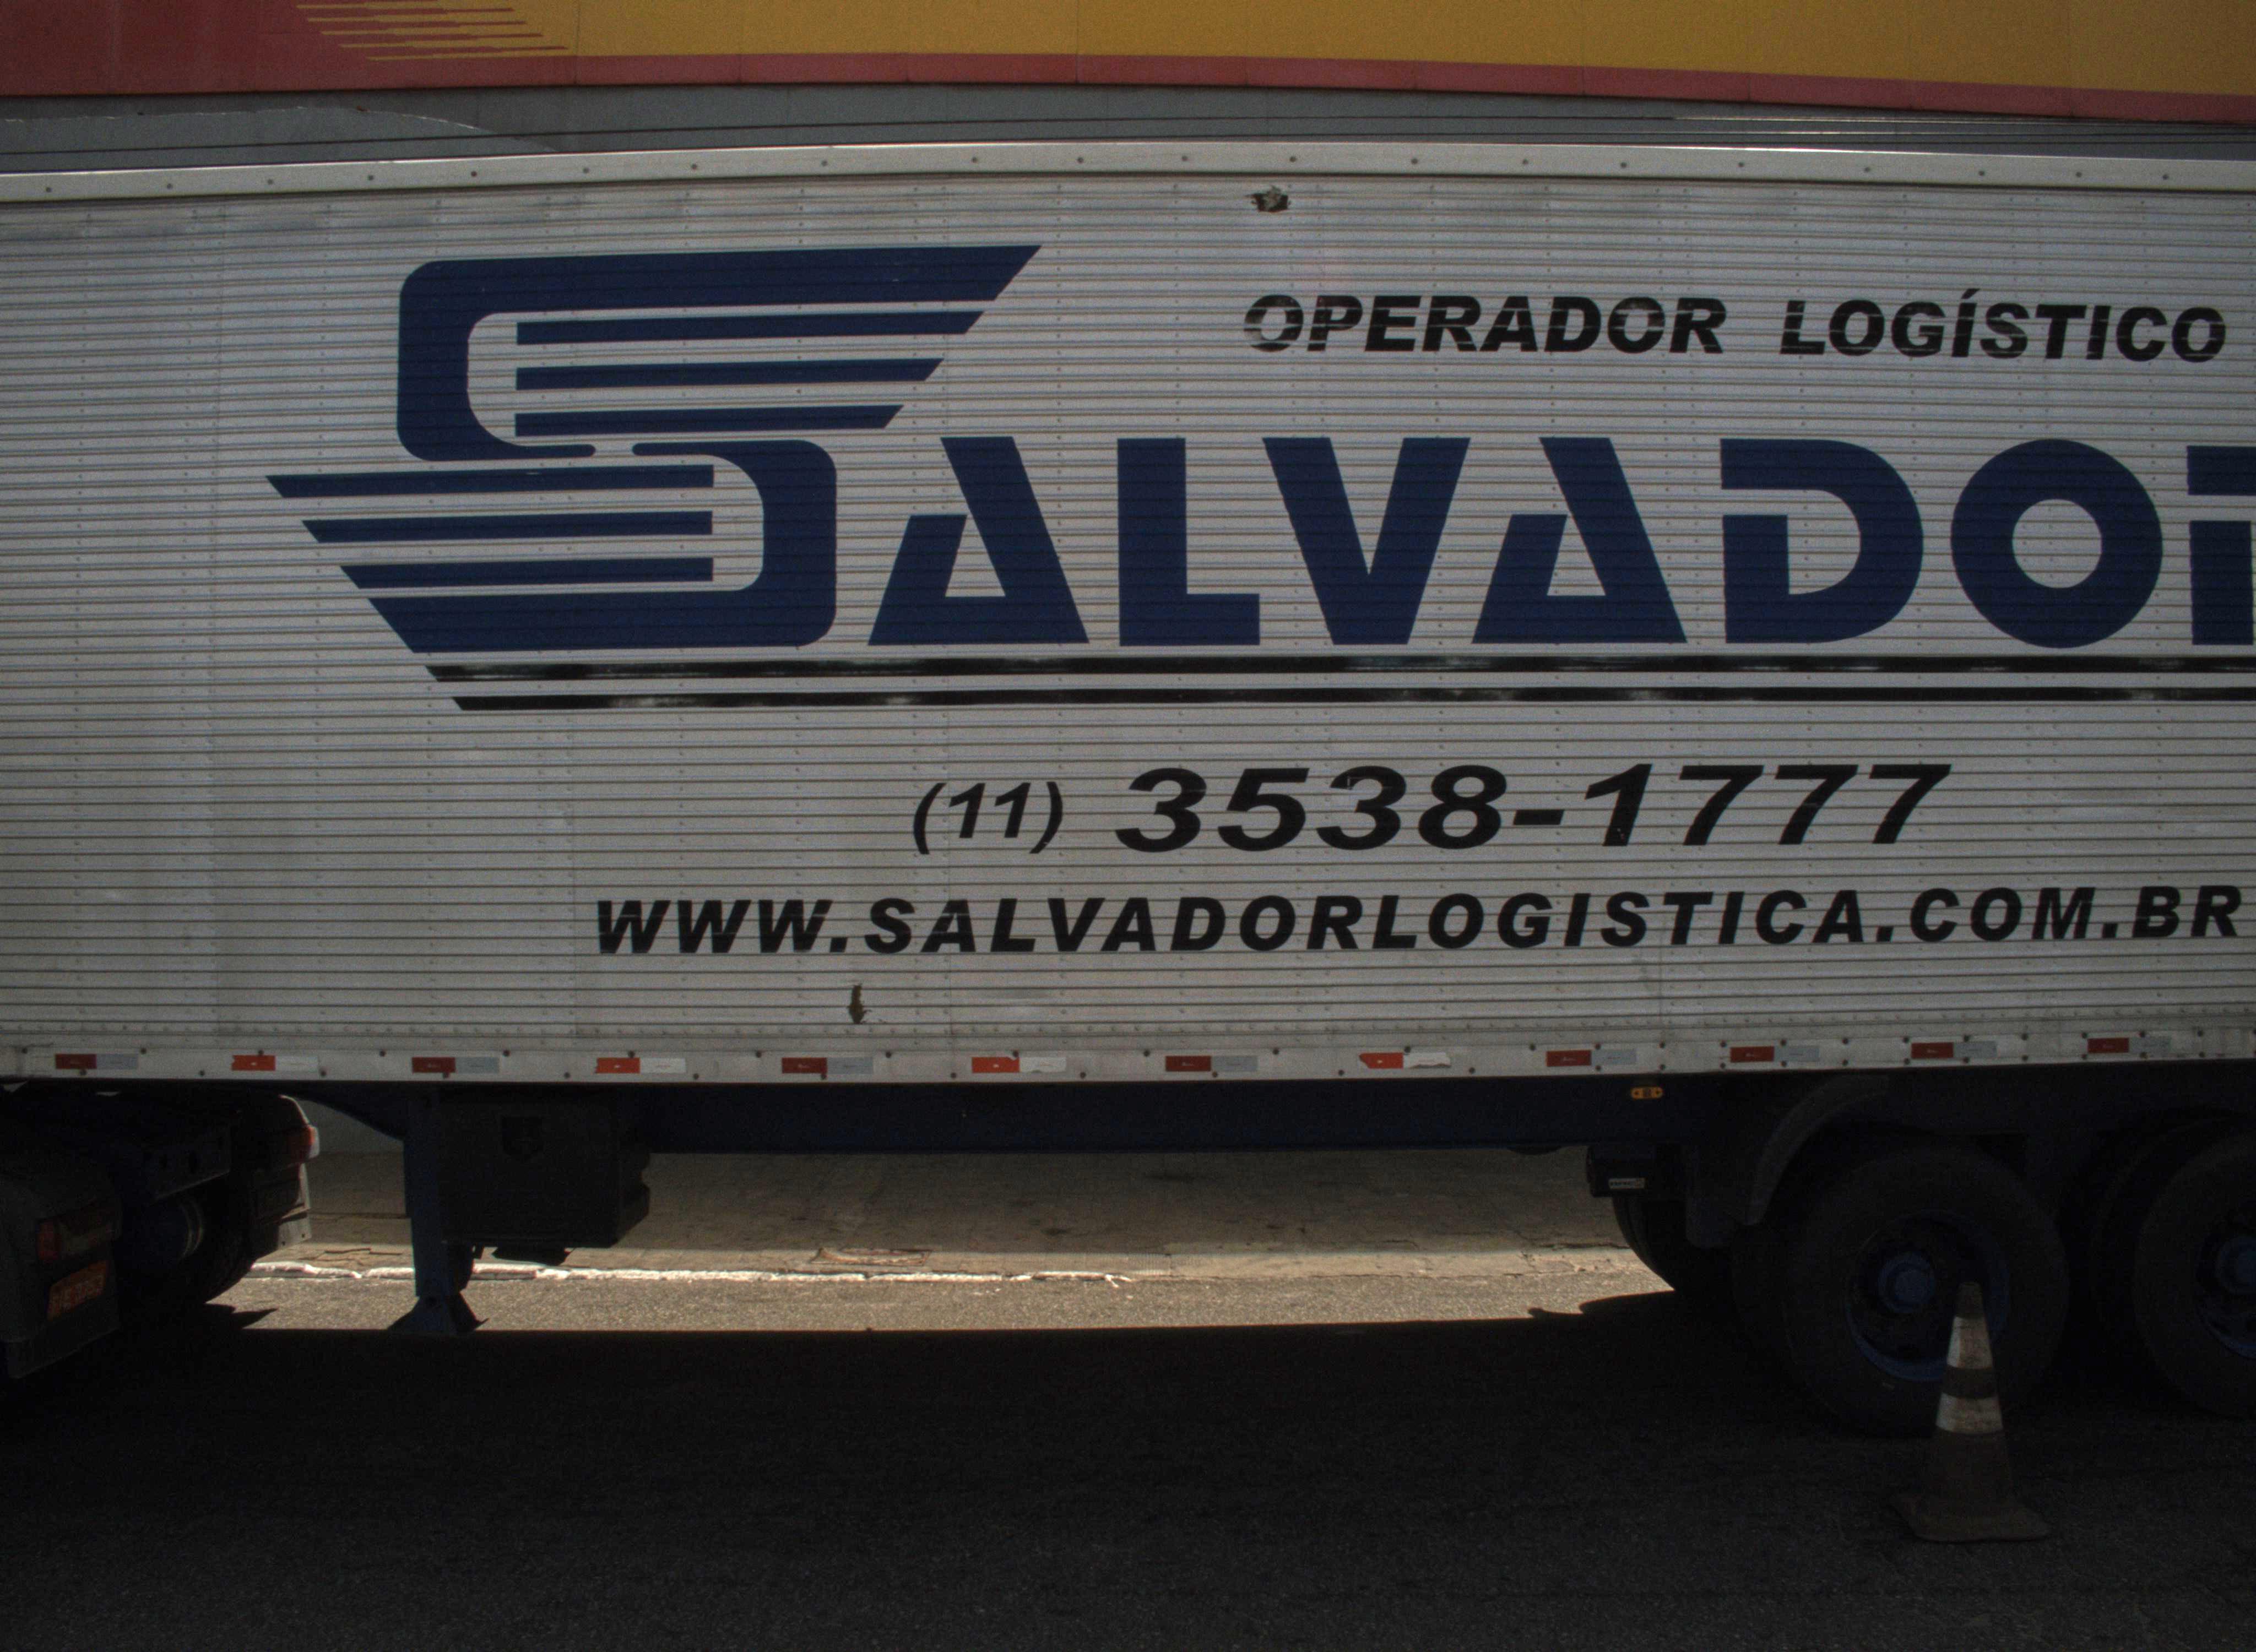 OPERADOR LOGÍSTICO
SALVADOR
(11) 3538-1777
WWW.SALVADORLOGISTICA.COM.BR